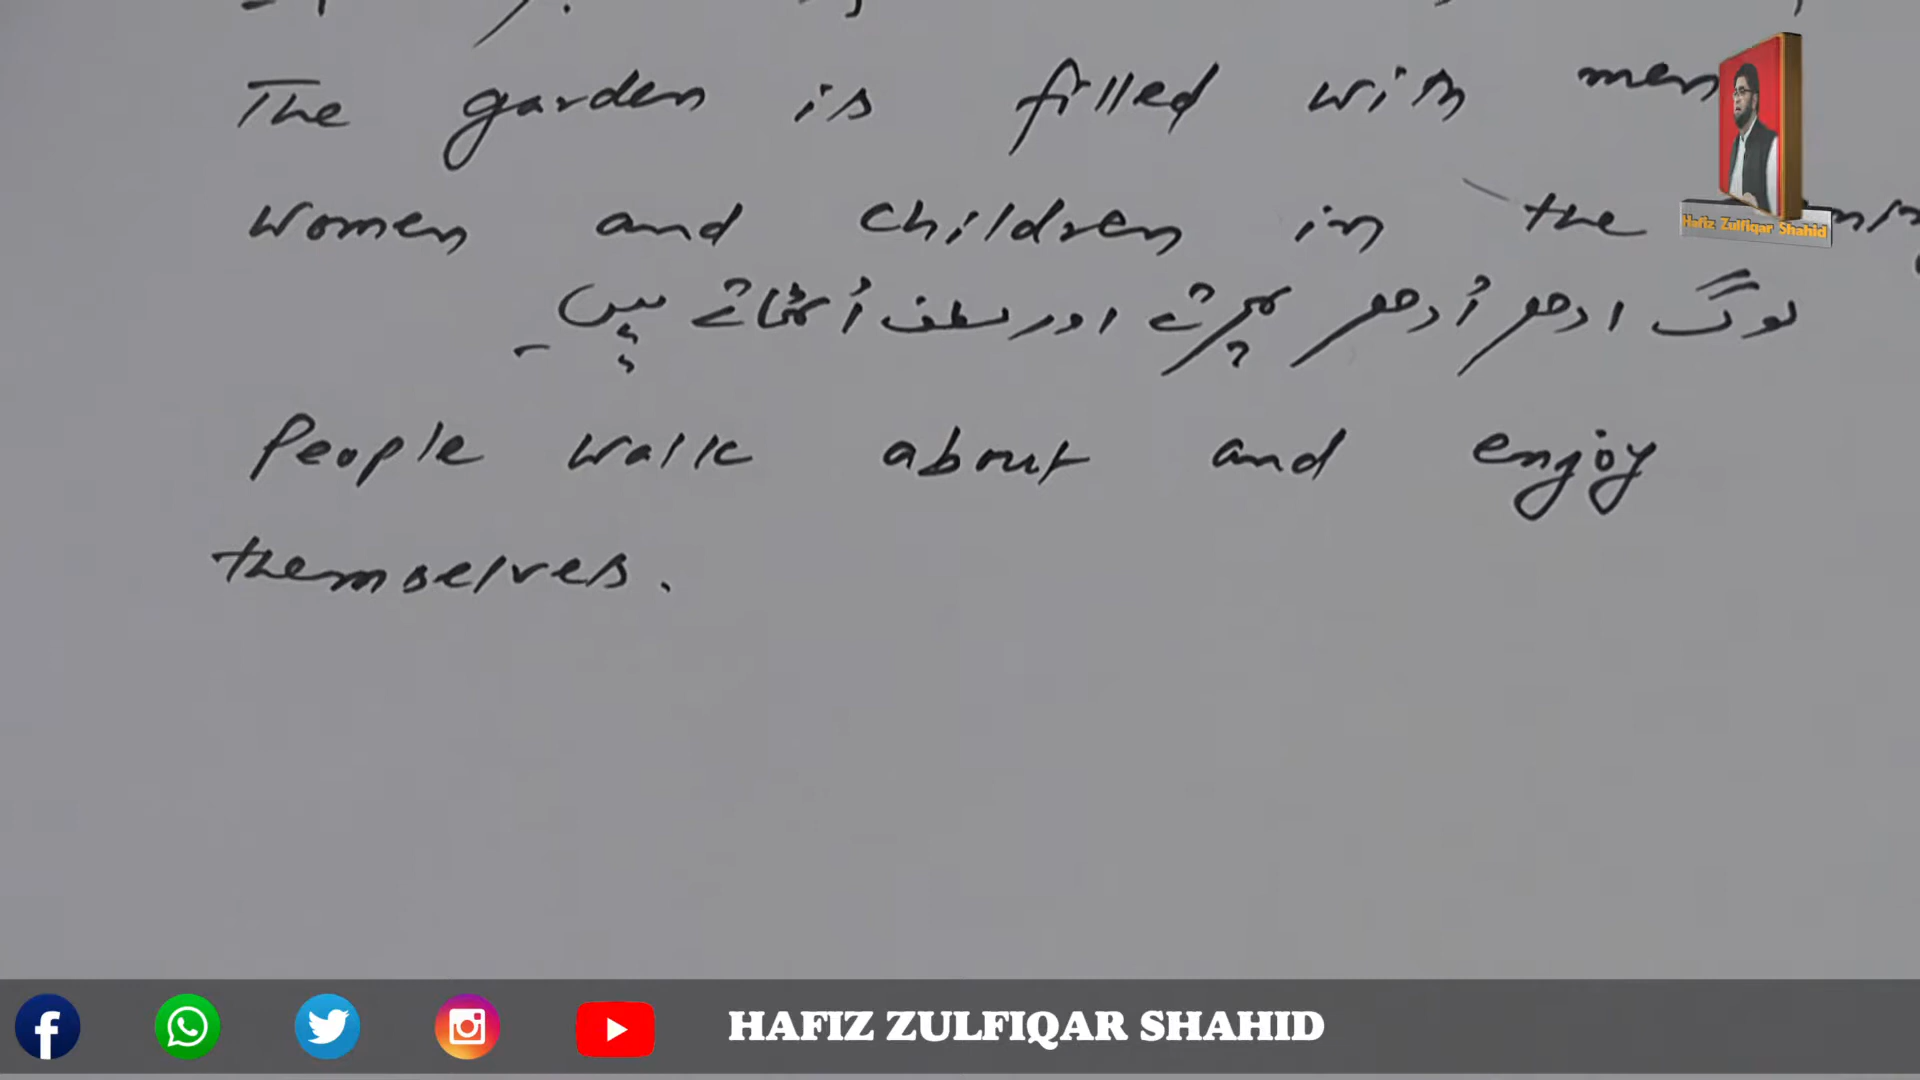 The garden is filled with men
women and children in the
لوگ ادھر اُدھر پھرتے اور لطف اُٹھاتے ہیں ۔
People walk about and enjoy
themselves.
Hafiz Zulfiqar Shahid
HAFIZ ZULFIQAR SHAHID